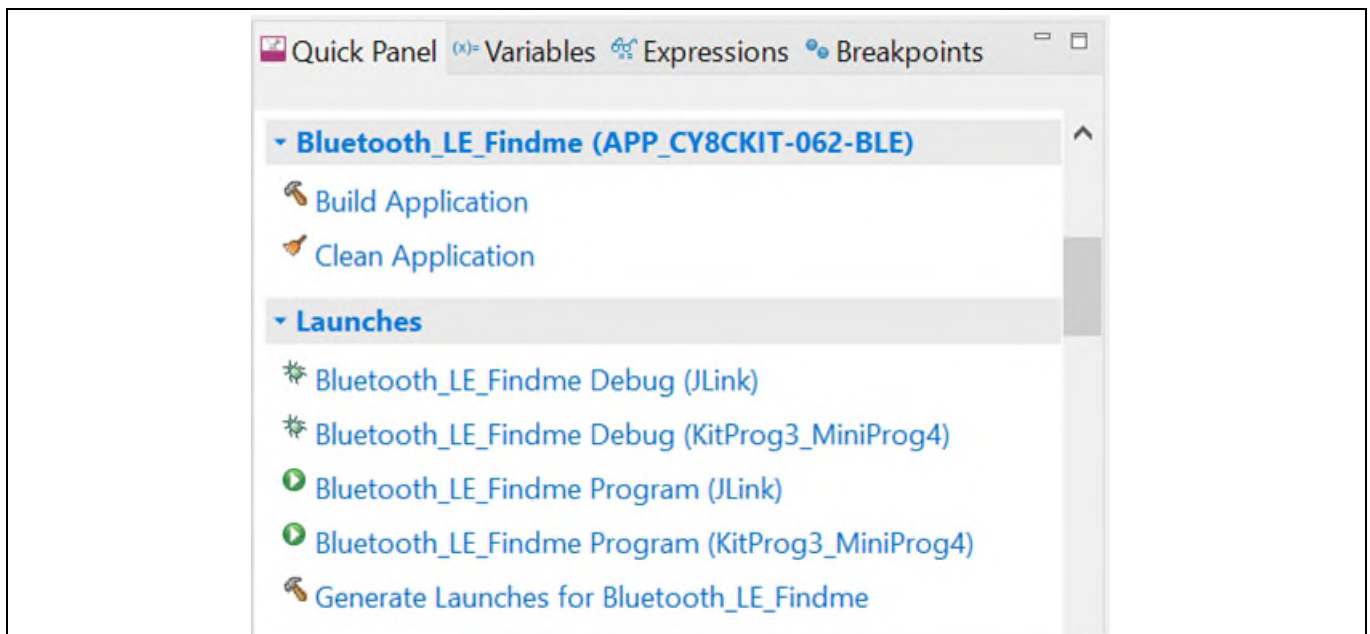 Quick Panel (x)= Variables Expressions Breakpoints
Bluetooth_LE_Findme (APP_CY8CKIT-062-BLE)
Build Application
Clean Application
Launches
Bluetooth_LE_Findme Debug (JLink)
Bluetooth_LE_Findme Debug (KitProg3_MiniProg4)
Bluetooth_LE_Findme Program (JLink)
Bluetooth_LE_Findme Program (KitProg3_MiniProg4)
Generate Launches for Bluetooth_LE_Findme